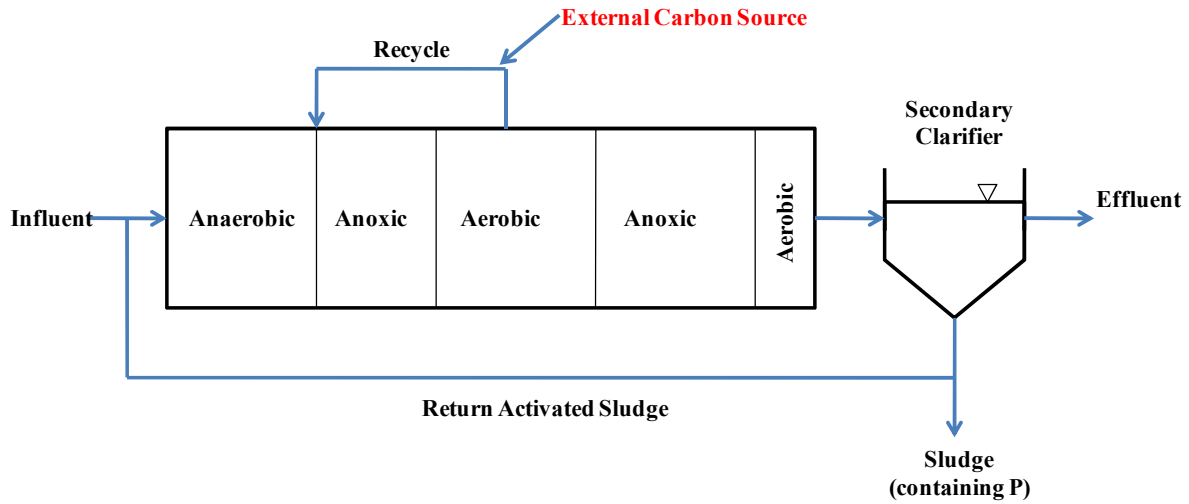 External Carbon Source
Recycle
Secondary
Clarifier
Influent
Anaerobic
Anoxic
Aerobic
Anoxic
Aerobic
Effluent
Return Activated Sludge
Sludge
(containing P)